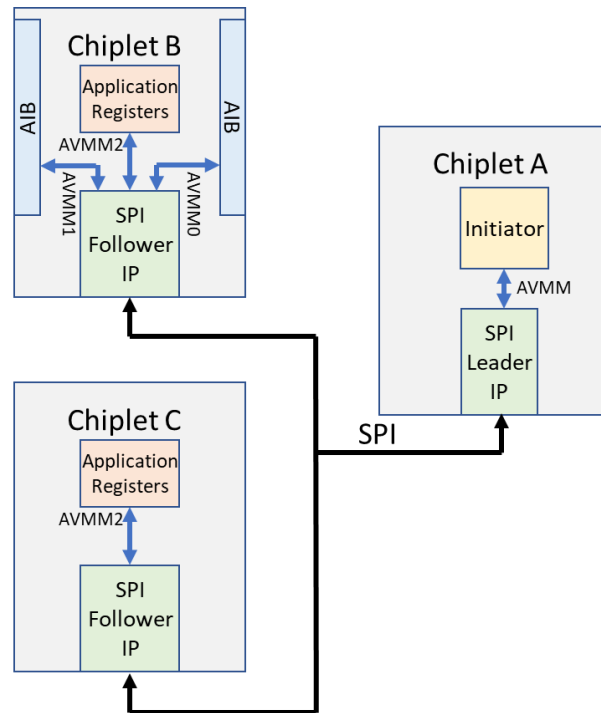 Chiplet B
AIB
Application
Registers
AIB
AVMM2
AVMM1
AVMM0
SPI
Follower
IP
Chiplet A
Initiator
AVMM
SPI
Leader
IP
SPI
Chiplet C
Application
Registers
AVMM2
SPI
Follower
IP